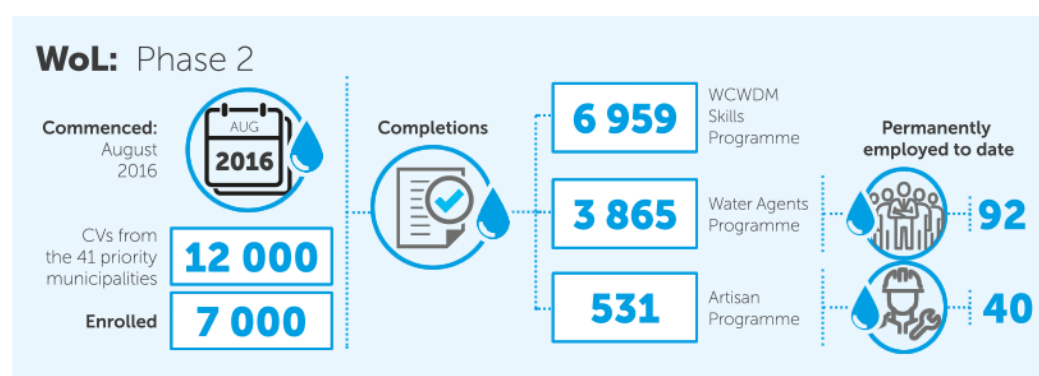 WoL: Phase 2
Commenced:
August
2016
AUG
2016
CVs from
the 41 priority
municipalities
12 000
Enrolled
7 000
Completions
6 959
WCWDM
Skills
Programme
3 865
Water Agents
Programme
531
Artisan
Programme
Permanently
employed to date
92
40